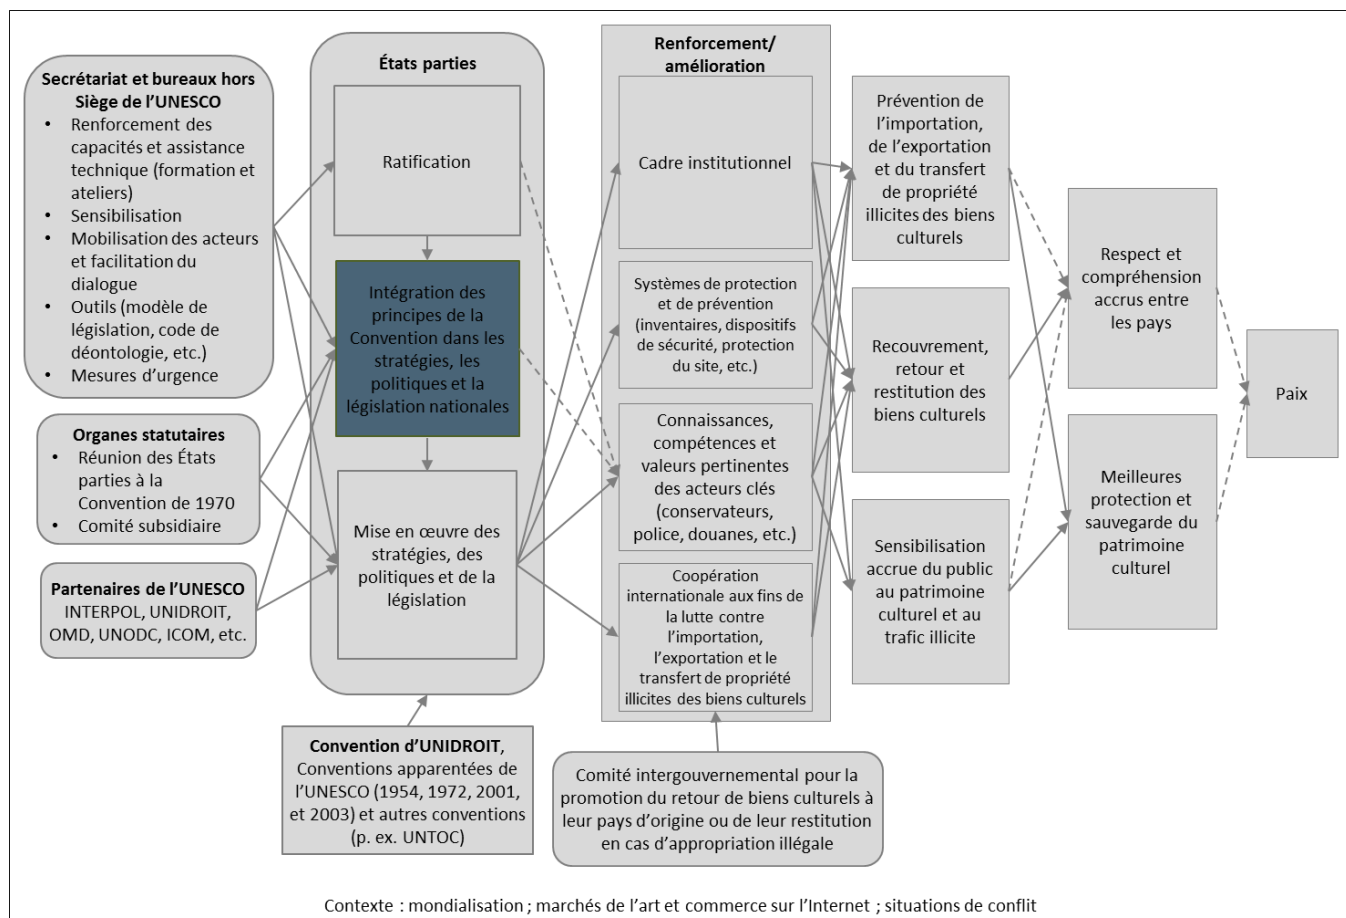 Secrétariat et bureaux hors
Siège de l’UNESCO
• Renforcement des
capacités et assistance
technique (formation et
ateliers)
• Sensibilisation
• Mobilisation des acteurs
et facilitation du
dialogue
• Outils (modèle de
législation, code de
déontologie, etc.)
• Mesures d’urgence
Organes statutaires
• Réunion des États
parties à la
Convention de 1970
• Comité subsidiaire
Partenaires de l’UNESCO
INTERPOL, UNIDROIT,
OMD, UNODC, ICOM, etc.
États parties
Ratification
Intégration des
principes de la
Convention dans les
stratégies, les
politiques et la
législation nationales
Mise en œuvre des
stratégies, des
politiques et de la
législation
Convention d’UNIDROIT,
Conventions apparentées de
l’UNESCO (1954, 1972, 2001,
et 2003) et autres conventions
(p. ex. UNTOC)
Renforcement/
amélioration
Cadre institutionnel
Systèmes de protection
et de prévention
(inventaires, dispositifs
de sécurité, protection
du site, etc.)
Connaissances,
compétences et
valeurs pertinentes
des acteurs clés
(conservateurs,
police, douanes, etc.)
Coopération
internationale aux fins de
la lutte contre
l’importation,
l’exportation et le
transfert de propriété
illicites des biens culturels
Comité intergouvernemental pour la
promotion du retour de biens culturels à
leur pays d’origine ou de leur restitution
en cas d’appropriation illégale
Prévention de
l’importation,
de l’exportation
et du transfert
de propriété
illicites des biens
culturels
Recouvrement,
retour et
restitution des
biens culturels
Sensibilisation
accrue du public
au patrimoine
culturel et au
trafic illicite
Respect et
compréhension
accrus entre
les pays
Meilleures
protection et
sauvegarde du
patrimoine
culturel
Paix
Contexte : mondialisation ; marchés de l’art et commerce sur l’Internet ; situations de conflit